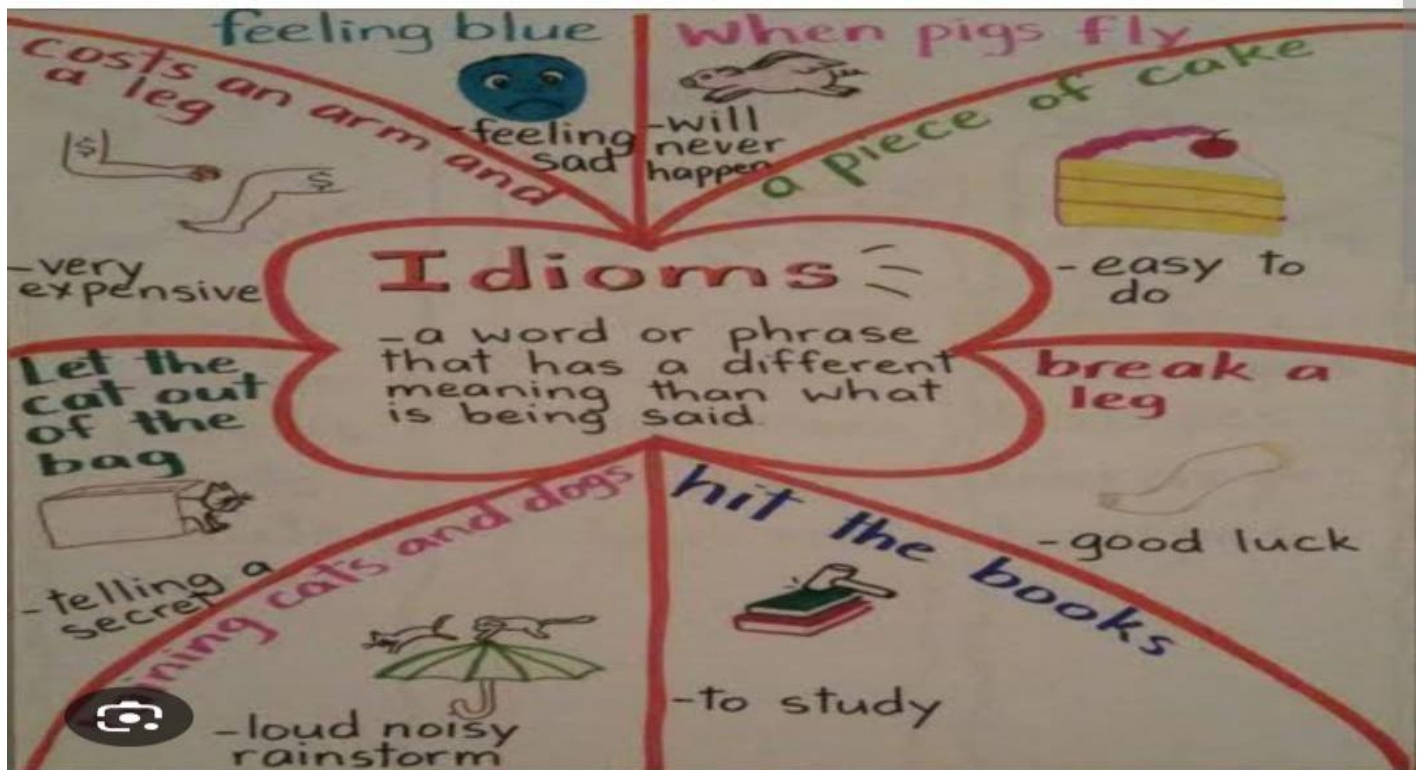 feeling blue
-feeling
sad
when pigs fly
-will
never
happen
costs an arm and
a leg
$
$
-very
expensive
a piece of cake
-easy to
do
Idioms
-a word or phrase
that has a different
meaning than what
is being said.
Let the
cat out
of the
bag
-telling a
secret
break a
leg
-good luck
cats and dogs
-loud noisy
rainstorm
hit the books
-to study